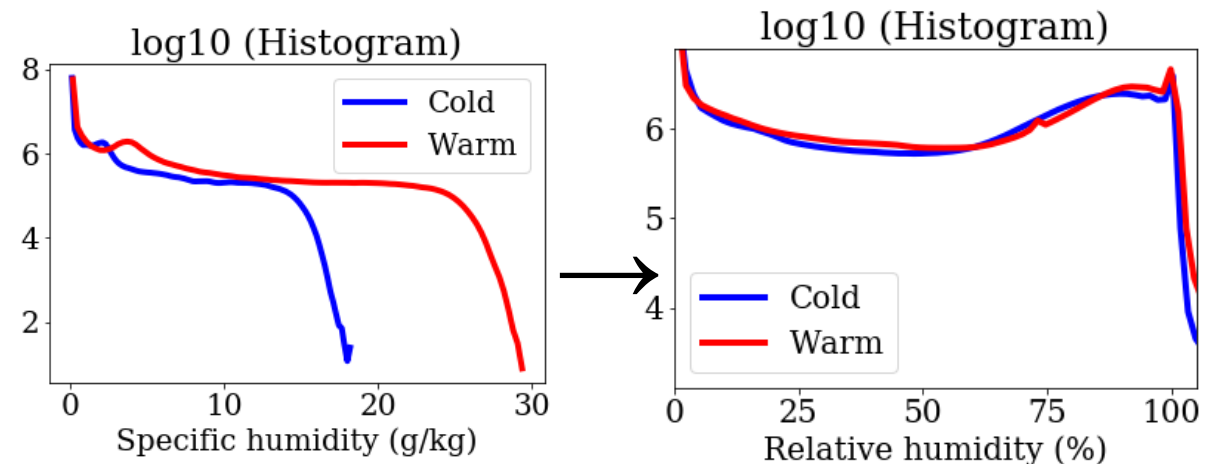 log10 (Histogram)
8
6
4
2
Cold
Warm
0 10 20 30
Specific humidity (g/kg)
log10 (Histogram)
6
5
4
Cold
Warm
0 25 50 75 100
Relative humidity (%)